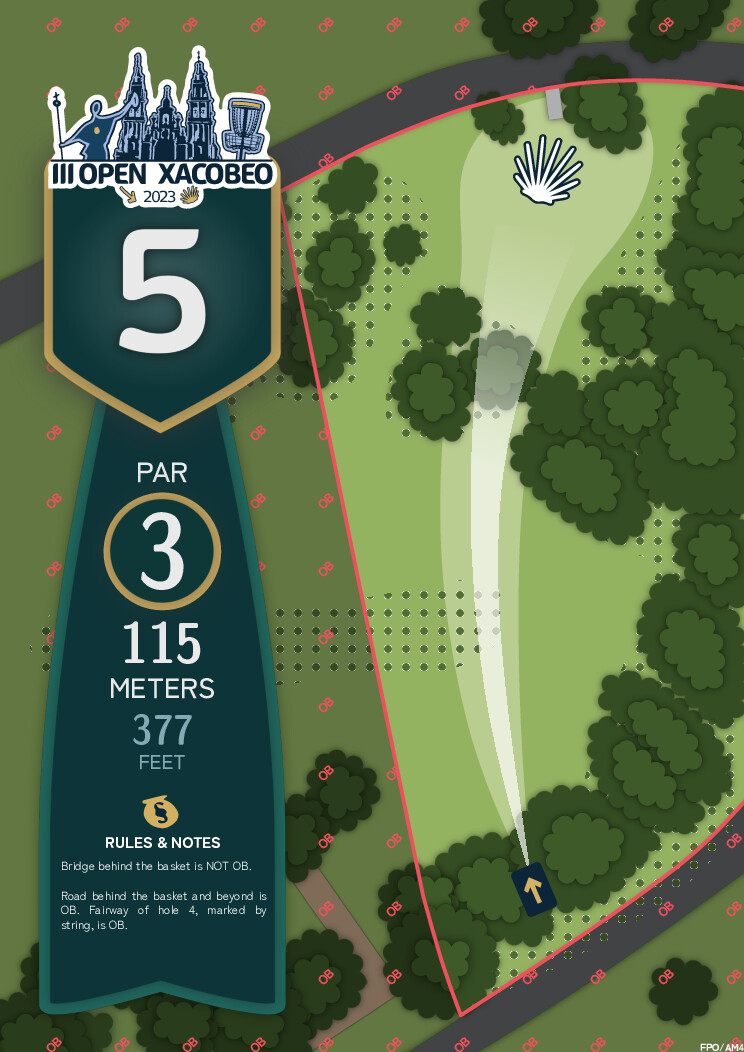 III OPEN XACOBEO
2023
5
PAR
3
115
METERS
377
FEET
RULES & NOTES
Bridge behind the basket is NOT OB.
Road behind the basket and beyond is
OB. Fairway of hole 4, marked by
string, is OB.
OB
FPO/AM4